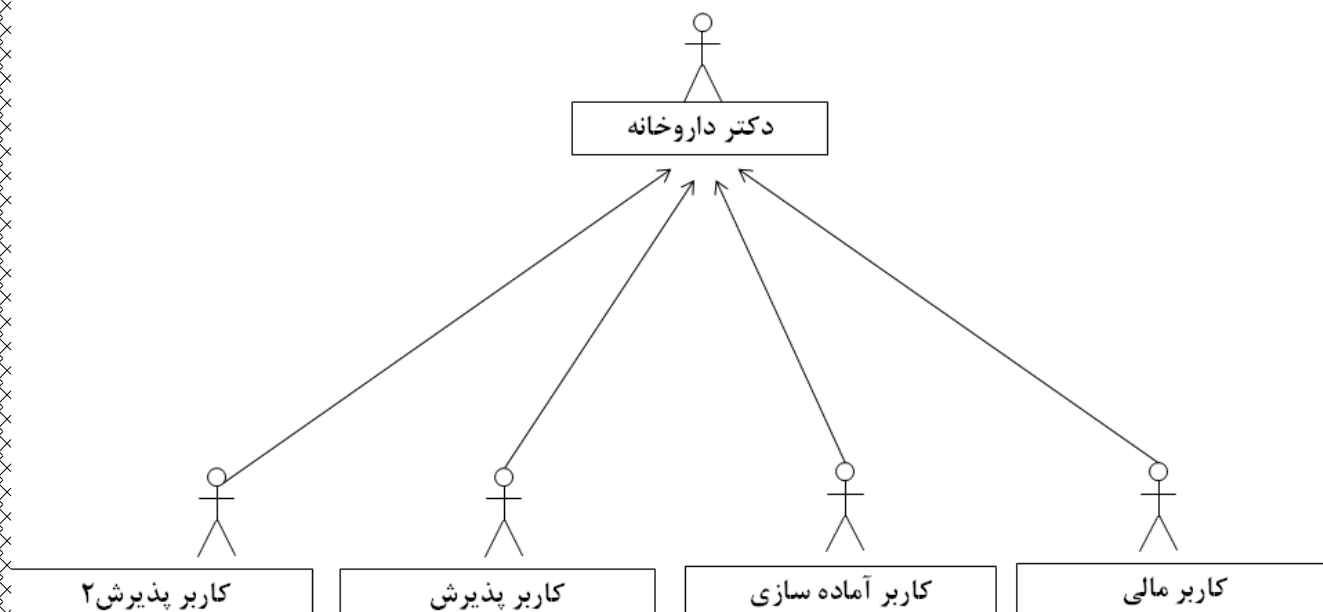 دکتر داروخانه
کاربر مالی
کاربر آماده سازی
کاربر پذیرش
کاربر پذیرش۲